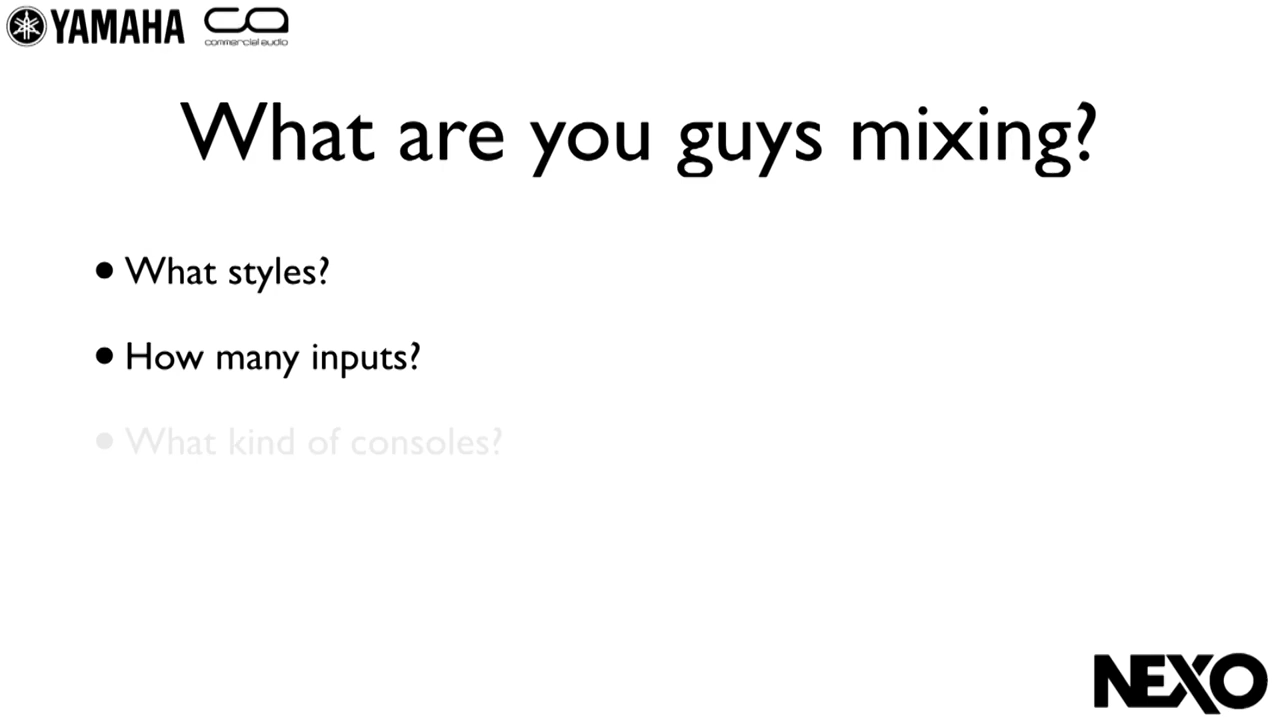 YAMAHA
commercial audio
What are you guys mixing?
• What styles?
• How many inputs?
• What kind of consoles?
NEXO